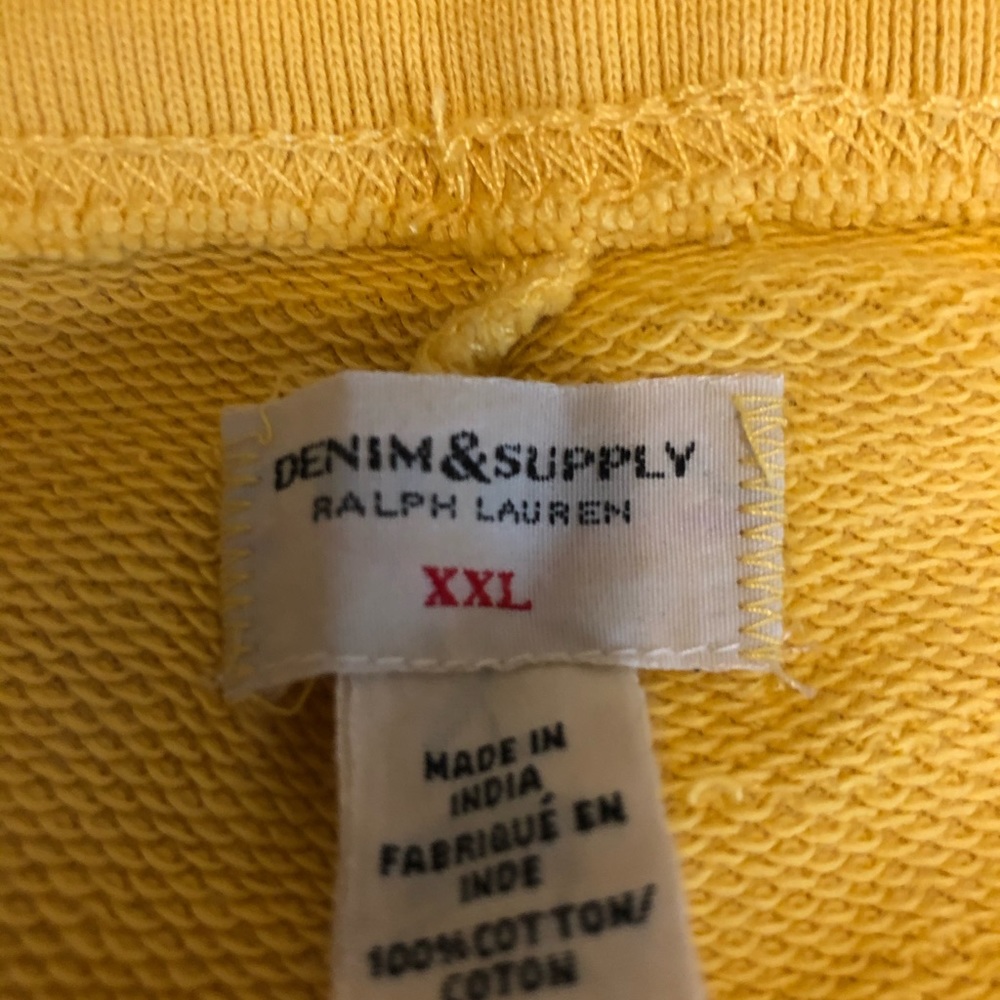 DENIM&SUPPLY
RALPH LAUREN
XXL
MADE IN
INDIA
FABRIQUÉ EN
INDE
100% COTTON/
COTON